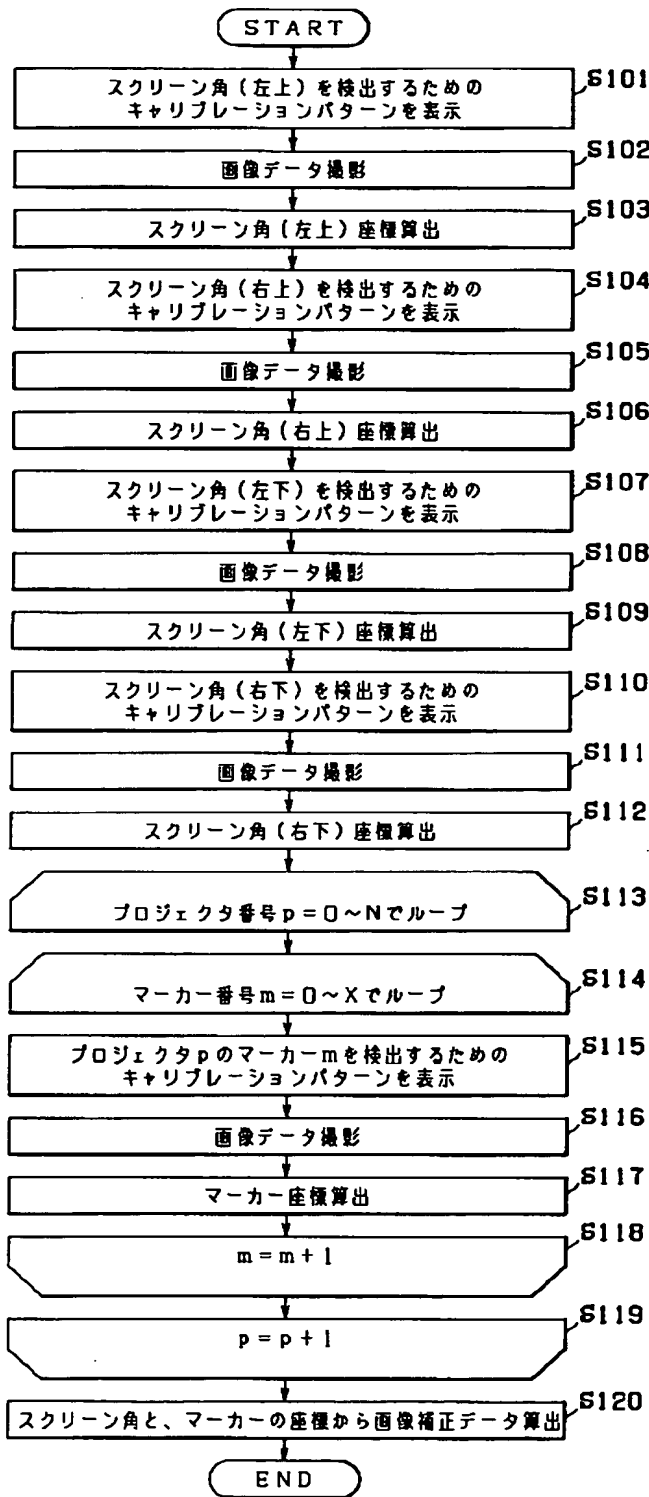 START
スクリーン角(左上)を検出するための
キャリブレーションパターンを表示
S101
画像データ撮影
S102
スクリーン角(左上)座標算出
S103
スクリーン角(右上)を検出するための
キャリブレーションパターンを表示
S104
画像データ撮影
S105
スクリーン角(右上)座標算出
S106
スクリーン角(左下)を検出するための
キャリブレーションパターンを表示
S107
画像データ撮影
S108
スクリーン角(左下)座標算出
S109
スクリーン角(右下)を検出するための
キャリブレーションパターンを表示
S110
画像データ撮影
S111
スクリーン角(右下)座標算出
S112
プロジェクタ番号p=0~Nでループ
S113
マーカー番号m=0~Xでループ
S114
プロジェクタpのマーカーmを検出するための
キャリブレーションパターンを表示
S115
画像データ撮影
S116
マーカー座標算出
S117
m=m+1
S118
p=p+1
S119
スクリーン角と、マーカーの座標から画像補正データ算出
S120
END